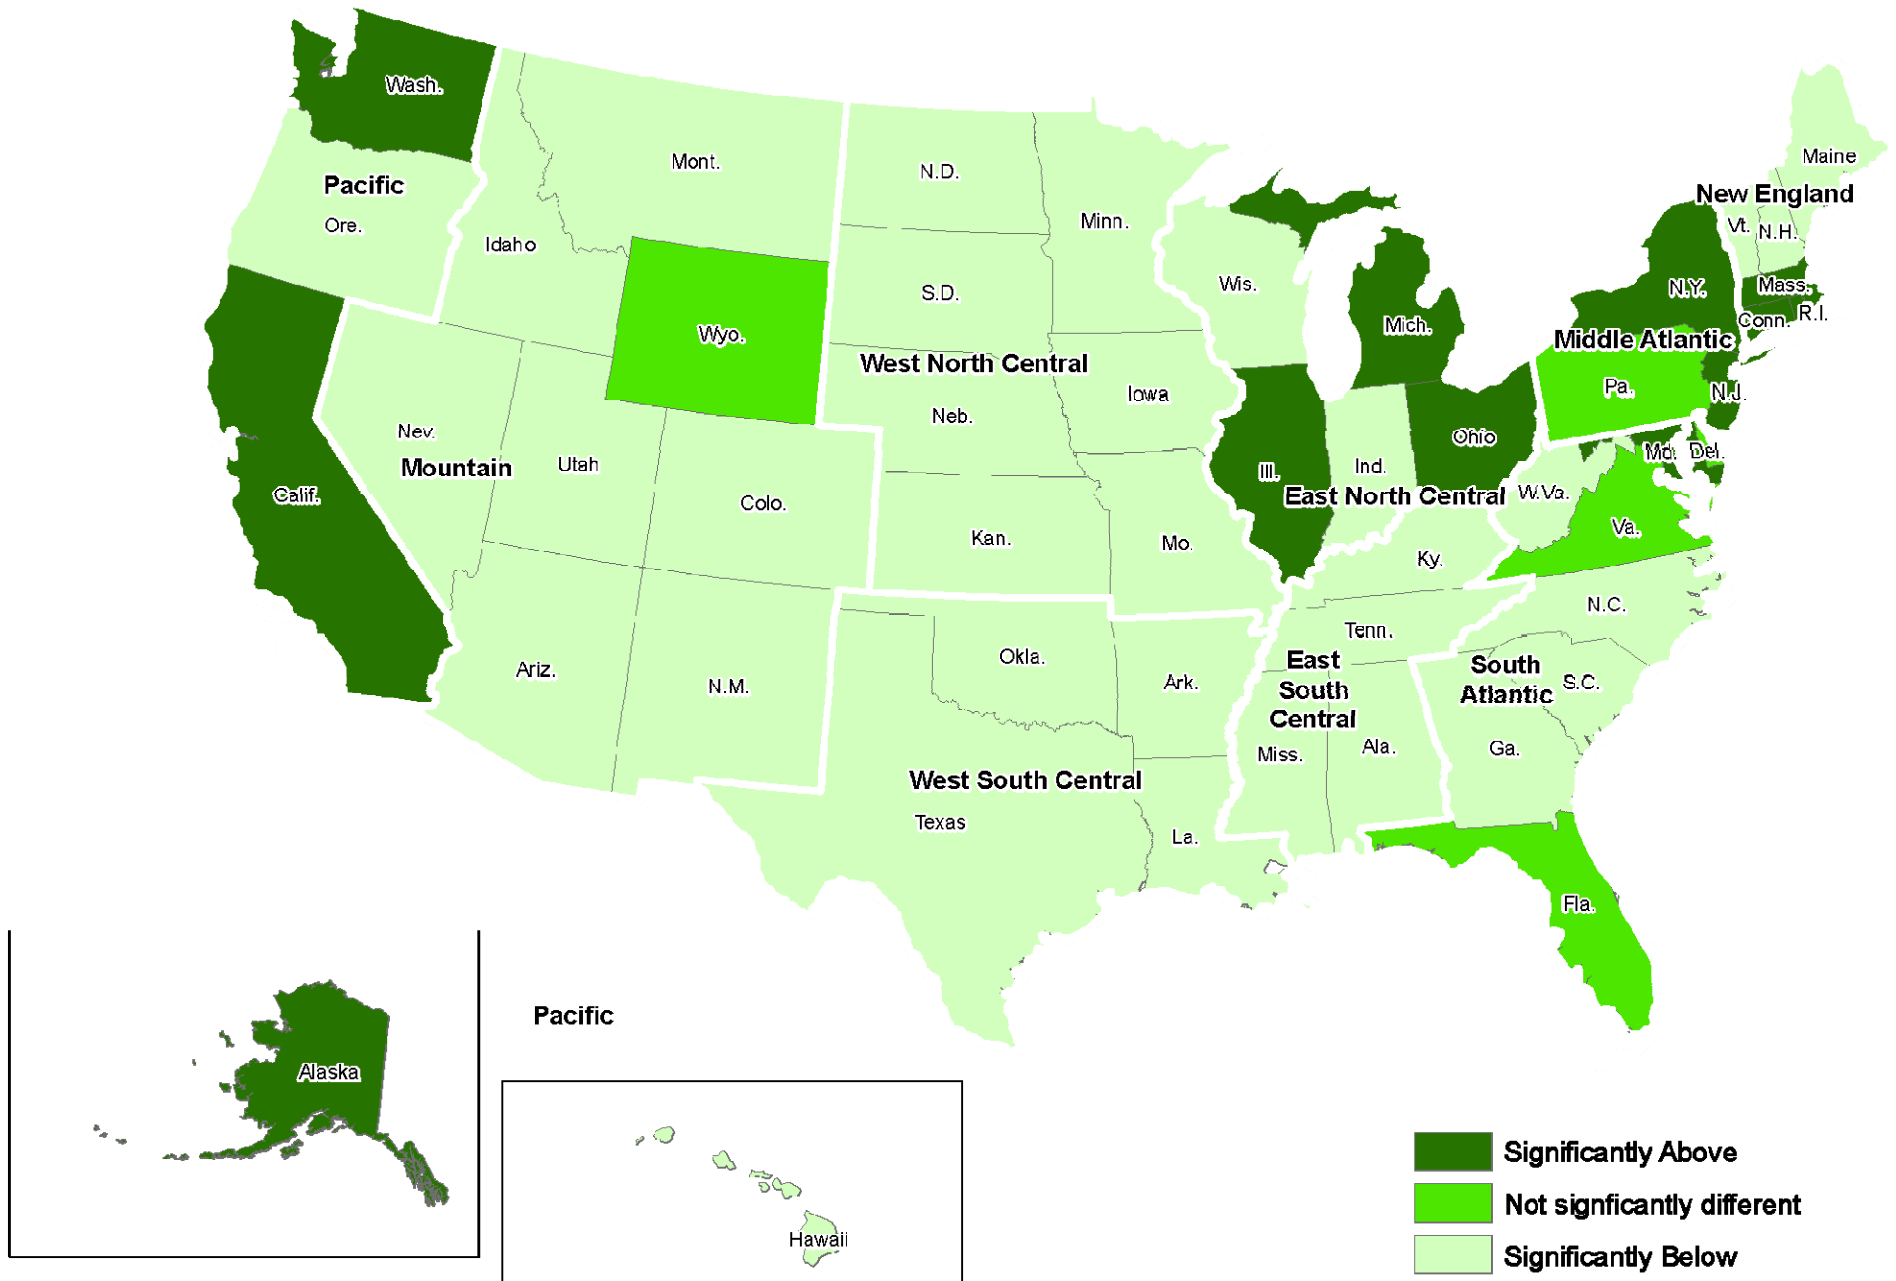 Wash.
Mont.
N.D.
Minn.
Maine
Pacific
Ore.
Idaho
New England
Vt.
N.H.
Wis.
S.D.
N.Y.
Mass.
Mich.
Conn.
R.I.
Wyo.
Middle Atlantic
West North Central
Pa.
N.J.
Iowa
Neb.
Nev.
Ohio
Md.
Del.
Mountain
Utah
Ill.
Ind.
East North Central
W.Va.
Calif.
Colo.
Va.
Kan.
Mo.
Ky.
N.C.
Tenn.
Okla.
East
South
Central
South
Atlantic
Ariz.
N.M.
Ark.
S.C.
Miss.
Ala.
Ga.
West South Central
Texas
La.
Fla.
Pacific
Alaska
Hawaii
Significantly Above
Not signficantly different
Significantly Below